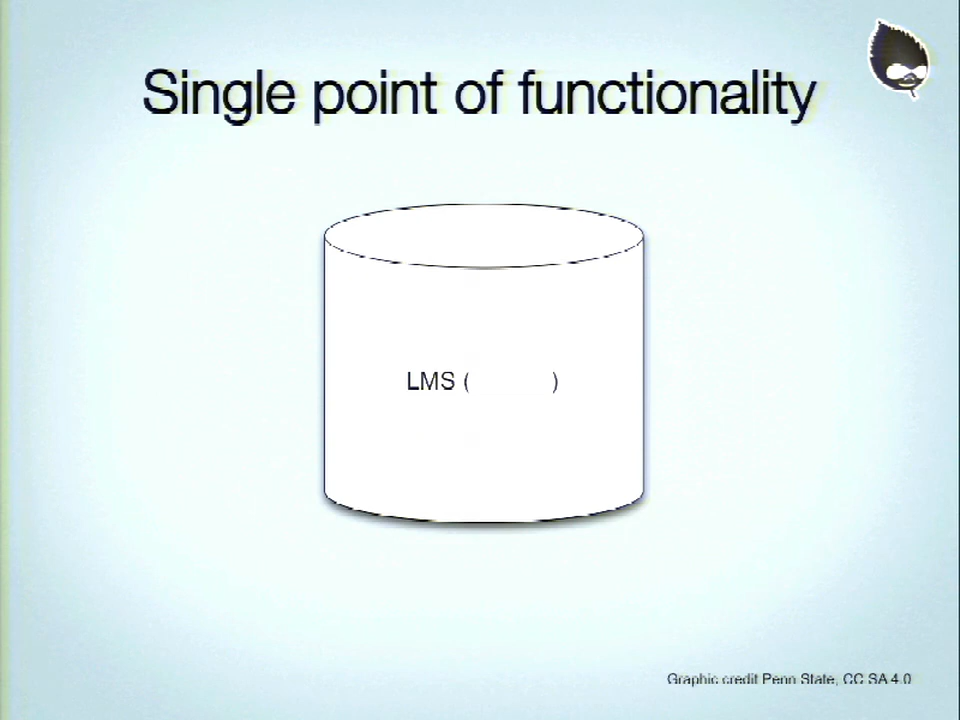 Single point of functionality
LMS ( )
Graphic credit Penn State, CC SA 4.0